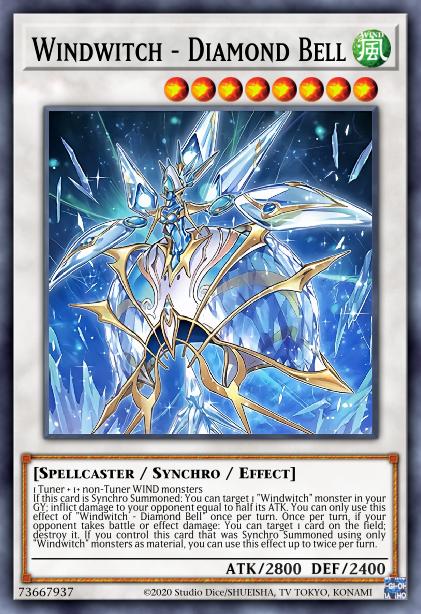 WINDWITCH - DIAMOND BELL
WIND
風
[SPELLCASTER / SYNCHRO / EFFECT]
1 Tuner + 1+ non-Tuner WIND monsters
If this card is Synchro Summoned: You can target 1 "Windwitch" monster in your
GY; inflict damage to your opponent equal to half its ATK. You can only use this
effect of "Windwitch - Diamond Bell" once per turn. Once per turn, if your
opponent takes battle or effect damage: You can target 1 card on the field;
destroy it. If you control this card that was Synchro Summoned using only
"Windwitch" monsters as material, you can use this effect up to twice per turn.
ATK/2800 DEF/2400
73667937
©2020 Studio Dice/SHUEISHA, TV TOKYO, KONAMI